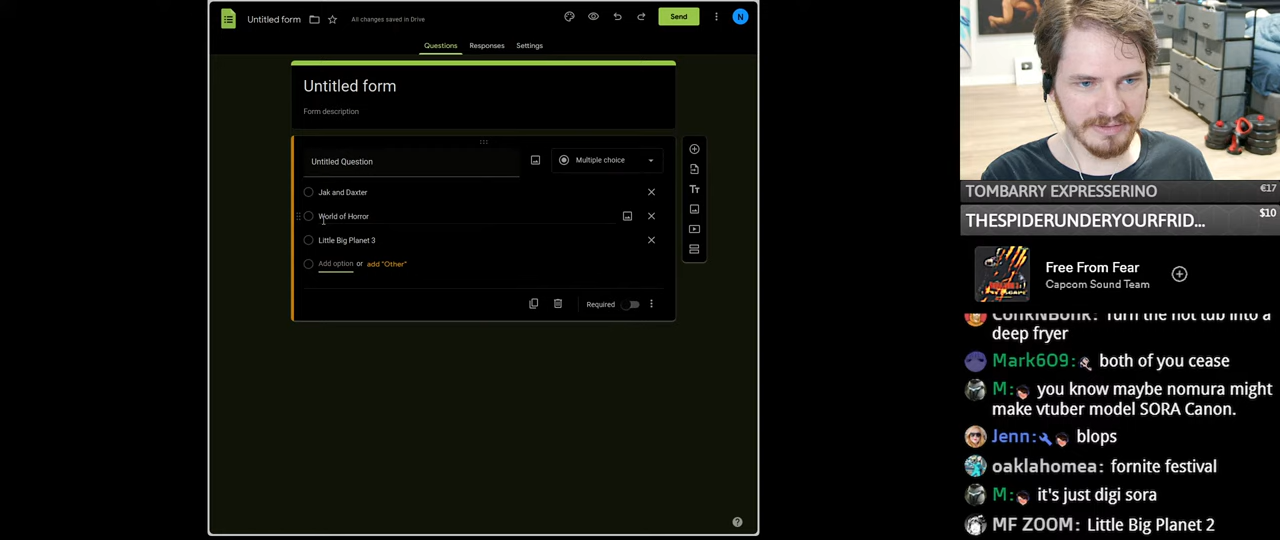 Untitled form
All changes saved in Drive
Send
N
Questions
Responses
Settings
Untitled form
Form description
Untitled Question
Multiple choice
Jak and Daxter
World of Horror
Little Big Planet 3
Add option or add "Other"
Required
TOMBARRY EXPRESSERINO €17
THESPIDERUNDERYOURFRID... $10
Free From Fear
Capcom Sound Team
Turn the hot tub into a
deep fryer
Mark609: both of you cease
M: you know maybe nomura might
make vtuber model SORA Canon.
Jenn: blops
oaklahomea: fornite festival
M: it's just digi sora
MF ZOOM: Little Big Planet 2